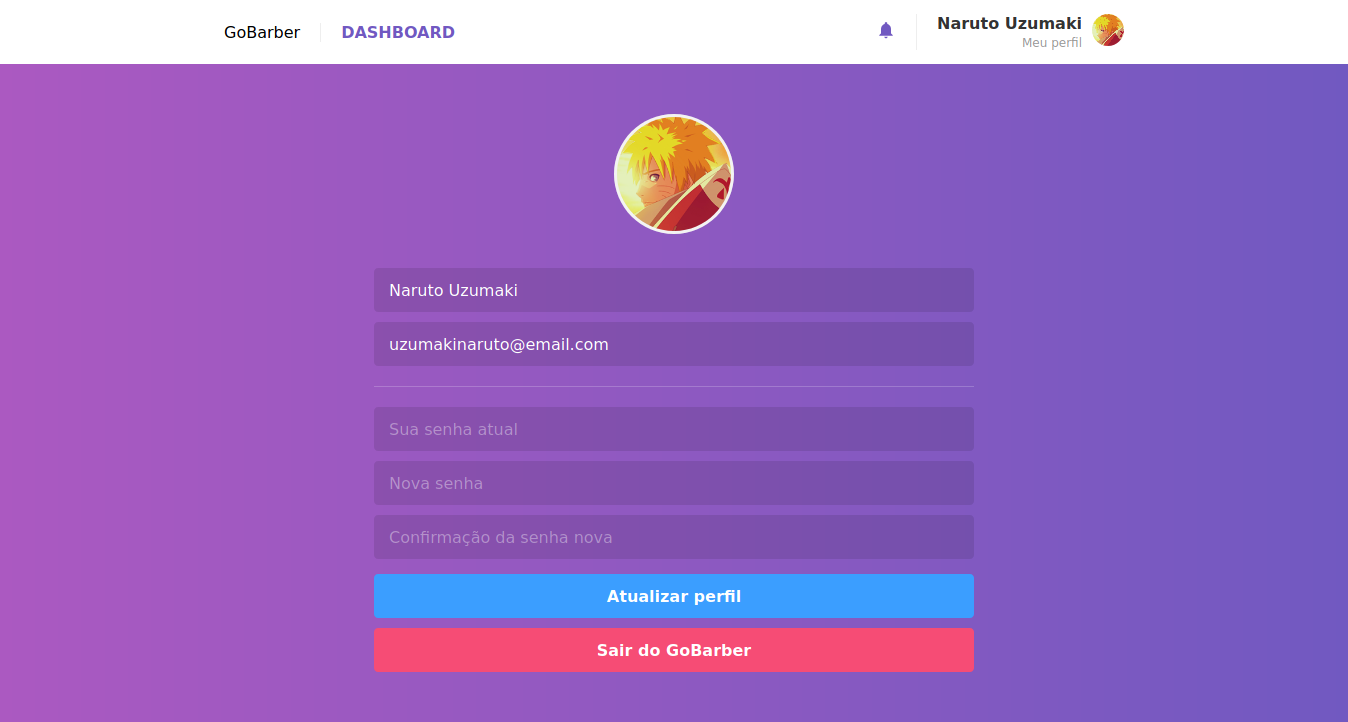 GoBarber
DASHBOARD
Naruto Uzumaki
Meu perfil
Naruto Uzumaki
uzumakinaruto@email.com
Sua senha atual
Nova senha
Confirmação da senha nova
Atualizar perfil
Sair do GoBarber